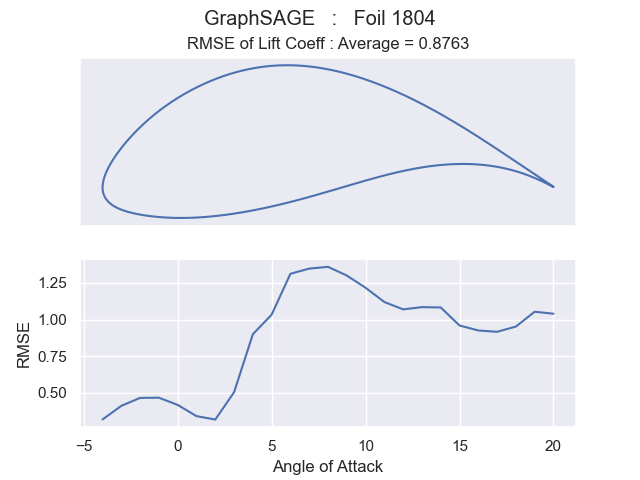 GraphSAGE   :   Foil 1804
RMSE of Lift Coeff : Average = 0.8763
1.25
1.00
0.75
0.50
RMSE
−5 0 5 10 15 20
Angle of Attack